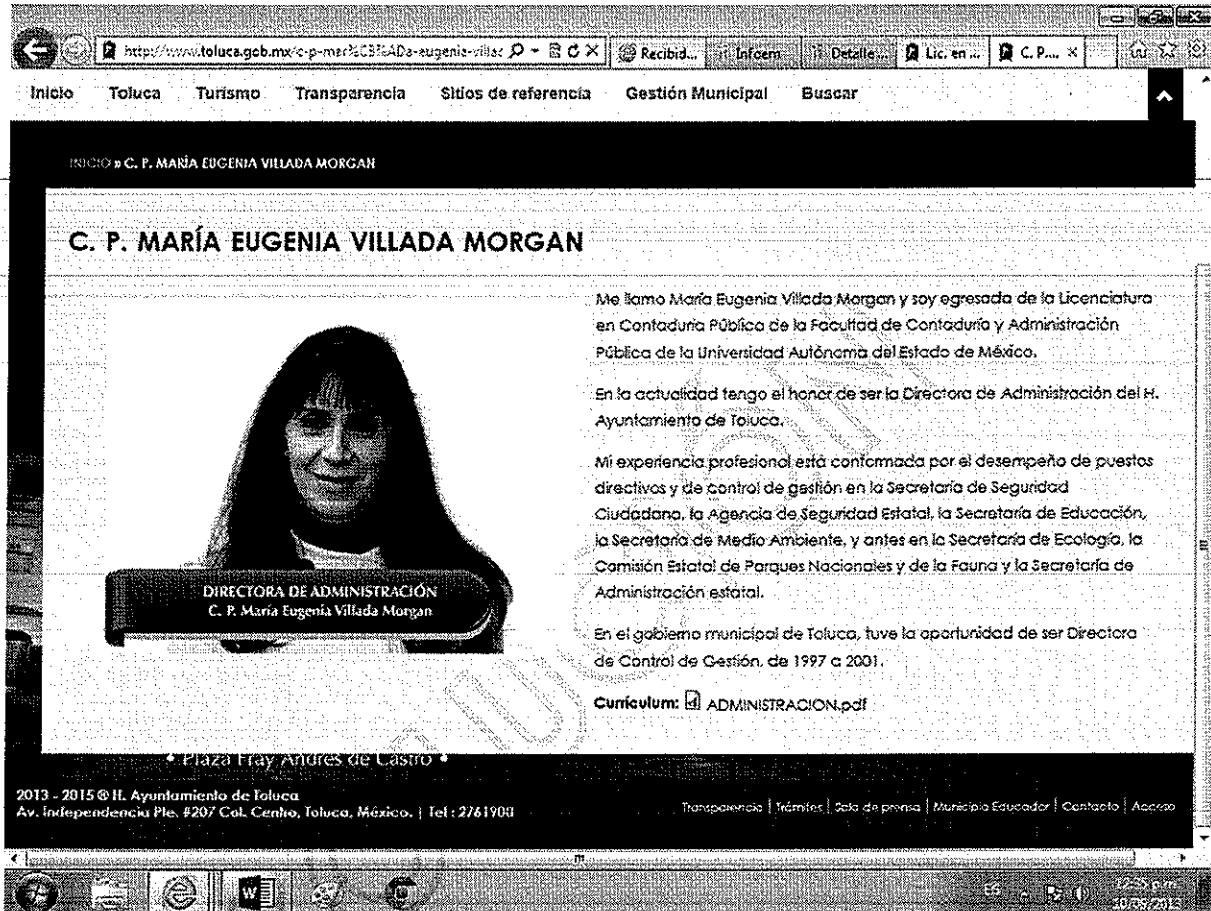 Recibid...
Infoem
Detalle...
Lic. en ...
C. P....
Inicio Toluca Turismo Transparencia Sitios de referencia Gestión Municipal Buscar
INICIO » C. P. MARÍA EUGENIA VILLADA MORGAN
C. P. MARÍA EUGENIA VILLADA MORGAN
Me llamo María Eugenia Villada Morgan y soy egresada de la Licenciatura
en Contaduría Pública de la Facultad de Contaduría y Administración
Pública de la Universidad Autónoma del Estado de México.
En la actualidad tengo el honor de ser la Directora de Administración del H.
Ayuntamiento de Toluca.
Mi experiencia profesional está conformada por el desempeño de puestos
directivos y de control de gestión en la Secretaría de Seguridad
Ciudadana, la Agencia de Seguridad Estatal, la Secretaría de Educación,
la Secretaría de Medio Ambiente, y antes en la Secretaría de Ecología, la
Comisión Estatal de Parques Nacionales y de la Fauna y la Secretaría de
Administración estatal.
En el gobierno municipal de Toluca, tuve la oportunidad de ser Directora
de Control de Gestión, de 1997 a 2001.
Currículum: ADMINISTRACION.pdf
DIRECTORA DE ADMINISTRACIÓN
C. P. María Eugenia Villada Morgan
• Plaza Fray Andrés de Castro •
2013 - 2015 ® H. Ayuntamiento de Toluca
Av. Independencia Pte. #207 Col. Centro, Toluca, México. | Tel : 2761900
Transparencia | Trámites | Sala de prensa | Municipio Educador | Contacto | Acceso
ES